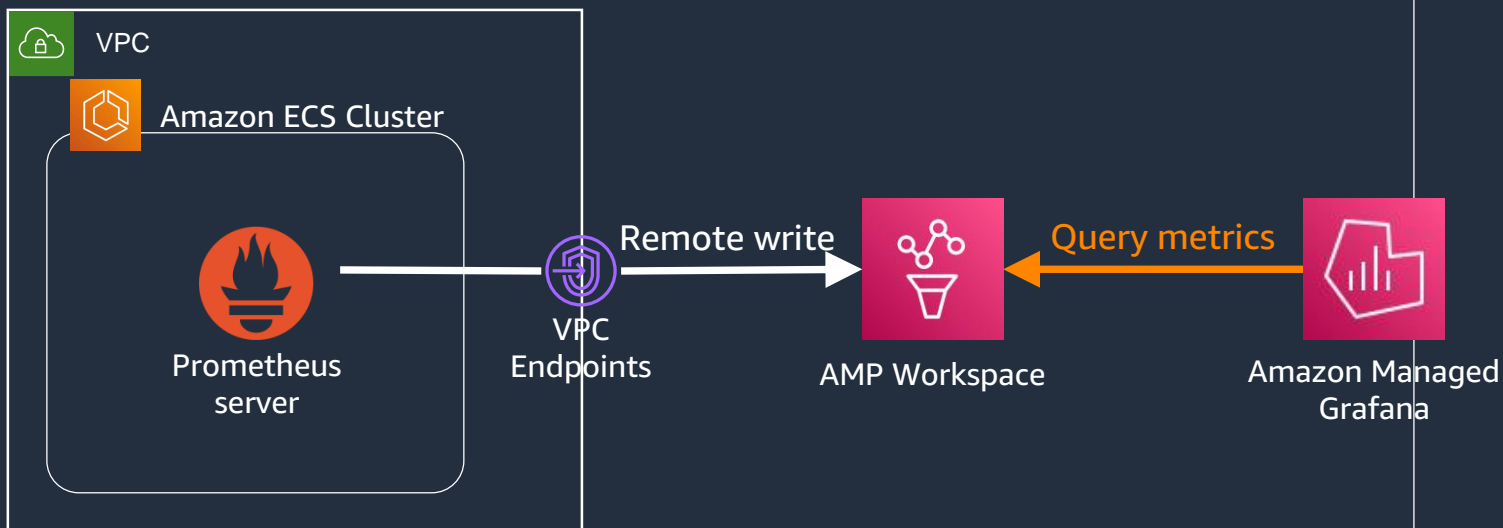 VPC
Amazon ECS Cluster
Remote write
Query metrics
Prometheus
server
VPC
Endpoints
AMP Workspace
Amazon Managed
Grafana